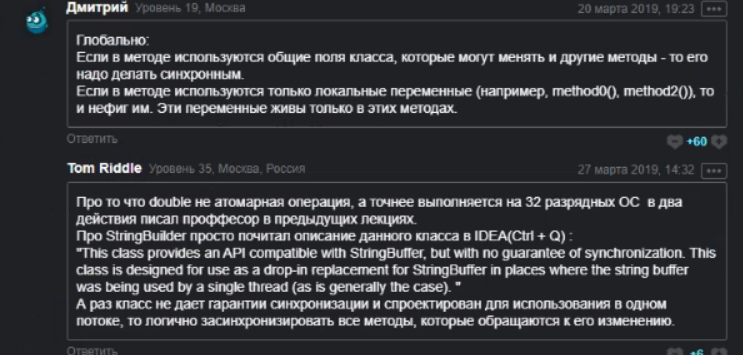 Дмитрий Уровень 19, Москва 20 марта 2019, 19:23 •••
Глобально:
Если в методе используются общие поля класса, которые могут менять и другие методы - то его
надо делать синхронным.
Если в методе используются только локальные переменные (например, method0(), method2()), то
и нефиг им. Эти переменные живы только в этих методах.
Ответить +60
Tom Riddle Уровень 35, Москва, Россия 27 марта 2019, 14:32 •••
Про то что double не атомарная операция, а точнее выполняется на 32 разрядных ОС в два
действия писал проффесор в предыдущих лекциях.
Про StringBuilder просто почитал описание данного класса в IDEA(Ctrl + Q) :
"This class provides an API compatible with StringBuffer, but with no guarantee of synchronization. This
class is designed for use as a drop-in replacement for StringBuffer in places where the string buffer
was being used by a single thread (as is generally the case). "
А раз класс не дает гарантии синхронизации и спроектирован для использования в одном
потоке, то логично засинхронизировать все методы, которые обращаются к его изменению.
Ответить +6